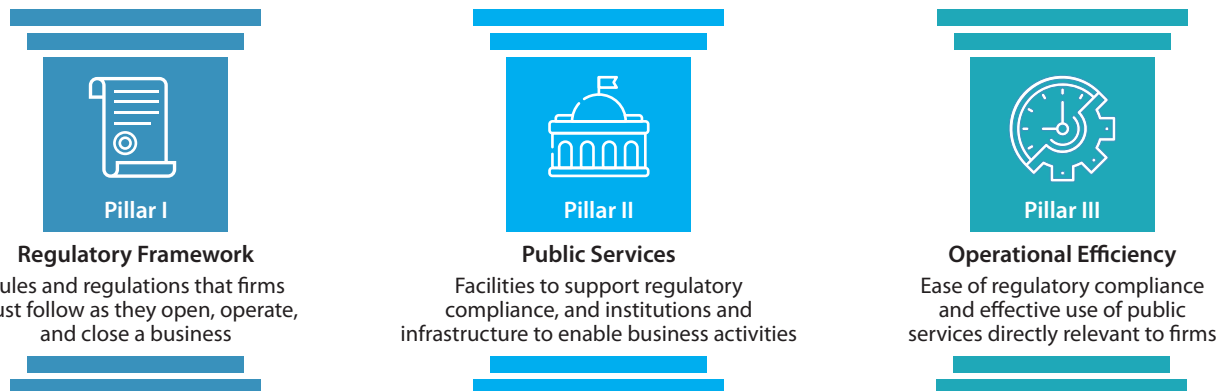 Pillar I
Regulatory Framework
ules and regulations that firms
ust follow as they open, operate,
and close a business
Pillar II
Public Services
Facilities to support regulatory
compliance, and institutions and
infrastructure to enable business activities
Pillar III
Operational Efficiency
Ease of regulatory compliance
and effective use of public
services directly relevant to firms